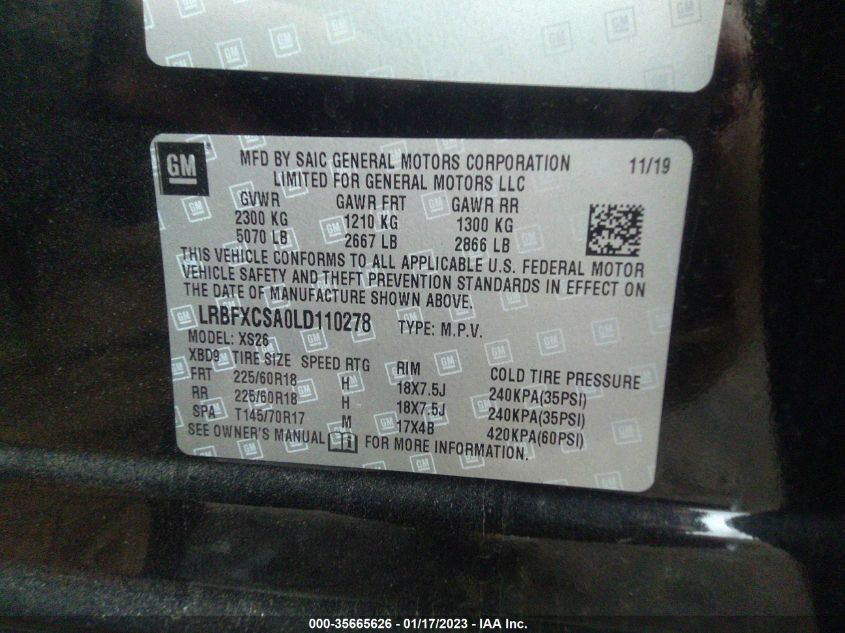 GM
MFD BY SAIC GENERAL MOTORS CORPORATION 11/19
LIMITED FOR GENERAL MOTORS LLC
GVWR GAWR FRT GAWR RR
2300 KG 1210 KG 1300 KG
5070 LB 2667 LB 2866 LB
THIS VEHICLE CONFORMS TO ALL APPLICABLE U.S. FEDERAL MOTOR
VEHICLE SAFETY AND THEFT PREVENTION STANDARDS IN EFFECT ON THE
DATE OF MANUFACTURE SHOWN ABOVE.
LRBFXCSA0LD110278 TYPE: M.P.V.
MODEL: XS26
XBD9 TIRE SIZE SPEED RTG RIM COLD TIRE PRESSURE
FRT 225/60R18 H 18X7.5J 240KPA(35PSI)
RR 225/60R18 H 18X7.5J 240KPA(35PSI)
SPA T145/70R17 M 17X4B 420KPA(60PSI)
SEE OWNER'S MANUAL FOR MORE INFORMATION.
000-35665626 - 01/17/2023 - IAA Inc.